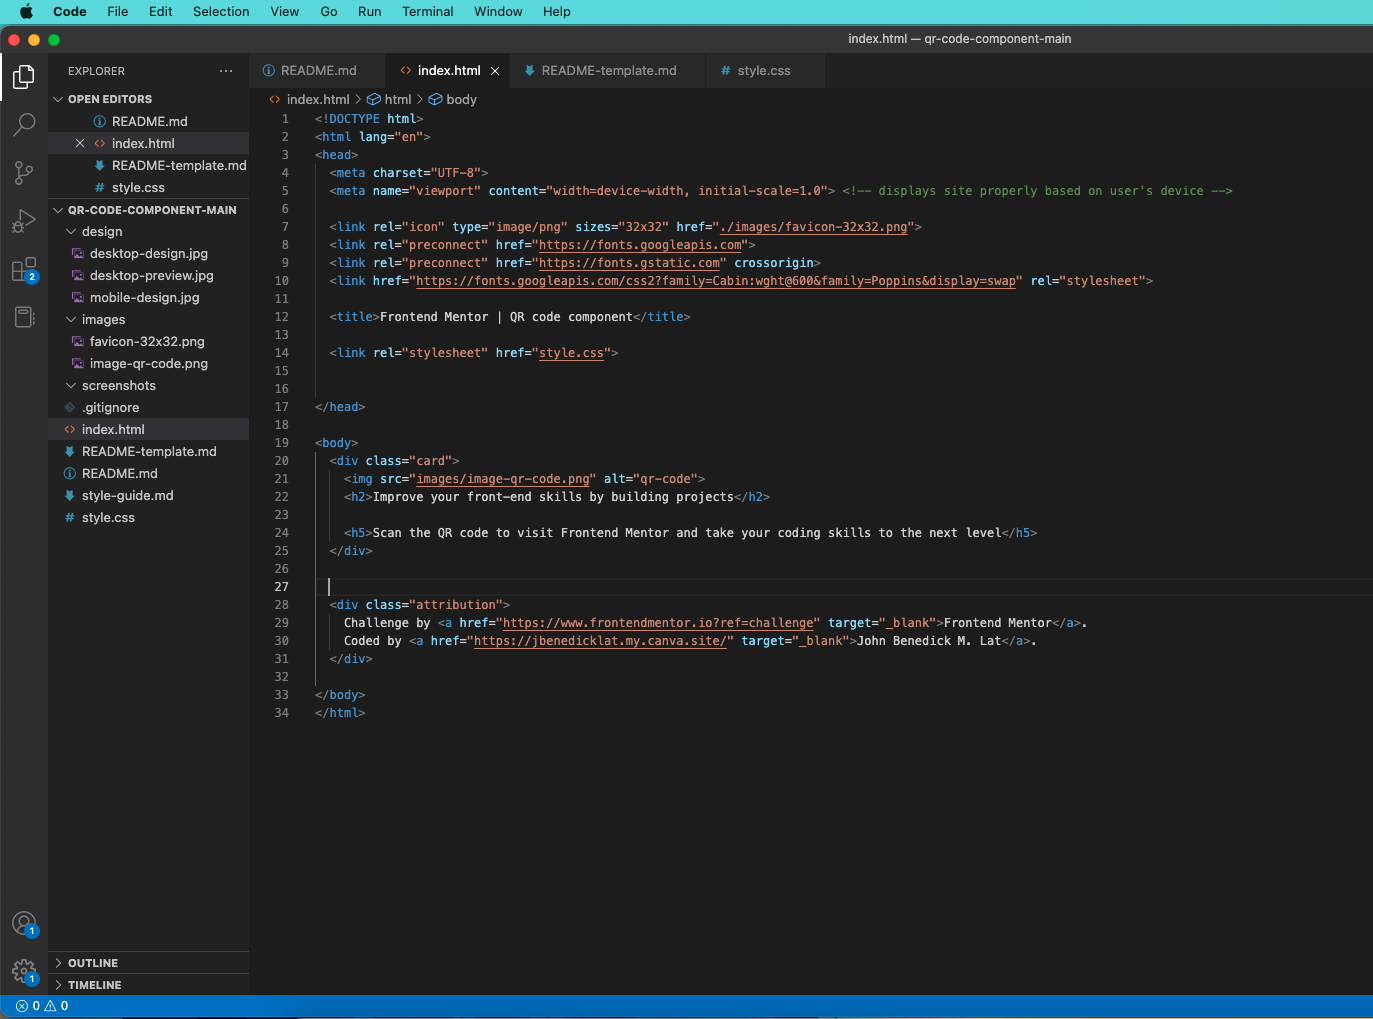 Code File Edit Selection View Go Run Terminal Window Help
index.html — qr-code-component-main
EXPLORER ···
OPEN EDITORS
README.md
index.html
README-template.md
style.css
QR-CODE-COMPONENT-MAIN
design
desktop-design.jpg
desktop-preview.jpg
mobile-design.jpg
images
favicon-32x32.png
image-qr-code.png
screenshots
.gitignore
index.html
README-template.md
README.md
style-guide.md
style.css
OUTLINE
TIMELINE
2
1
1
README.md index.html README-template.md # style.css
index.html > html > body
1 <!DOCTYPE html>
2 <html lang="en">
3 <head>
4 <meta charset="UTF-8">
5 <meta name="viewport" content="width=device-width, initial-scale=1.0"> <!-- displays site properly based on user's device -->
6
7 <link rel="icon" type="image/png" sizes="32x32" href="./images/favicon-32x32.png">
8 <link rel="preconnect" href="https://fonts.googleapis.com">
9 <link rel="preconnect" href="https://fonts.gstatic.com" crossorigin>
10 <link href="https://fonts.googleapis.com/css2?family=Cabin:wght@600&family=Poppins&display=swap" rel="stylesheet">
11
12 <title>Frontend Mentor | QR code component</title>
13
14 <link rel="stylesheet" href="style.css">
15
16
17 </head>
18
19 <body>
20 <div class="card">
21 <img src="images/image-qr-code.png" alt="qr-code">
22 <h2>Improve your front-end skills by building projects</h2>
23
24 <h5>Scan the QR code to visit Frontend Mentor and take your coding skills to the next level</h5>
25 </div>
26
27
28 <div class="attribution">
29 Challenge by <a href="https://www.frontendmentor.io?ref=challenge" target="_blank">Frontend Mentor</a>.
30 Coded by <a href="https://jbenedicklat.my.canva.site/" target="_blank">John Benedick M. Lat</a>.
31 </div>
32
33 </body>
34 </html>
0 0